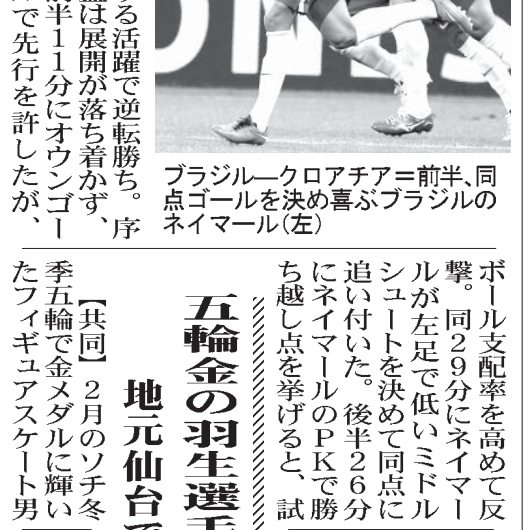 する活躍で逆転勝ち。序
盤は展開が落ち着かず、
前半11分にオウンゴー
ルで先行を許したが、
ブラジル―クロアチア＝前半、同
点ゴールを決め喜ぶブラジルの
ネイマール（左）
ボール支配率を高めて反
撃。同29分にネイマー
ルが左足で低いミドル
シュートを決めて同点に
追い付いた。後半26分
にネイマールのPKで勝
ち越し点を挙げると、試
五輪金の羽生選手
地元仙台で
【共同】2月のソチ冬
季五輪で金メダルに輝い
たフィギュアスケート男